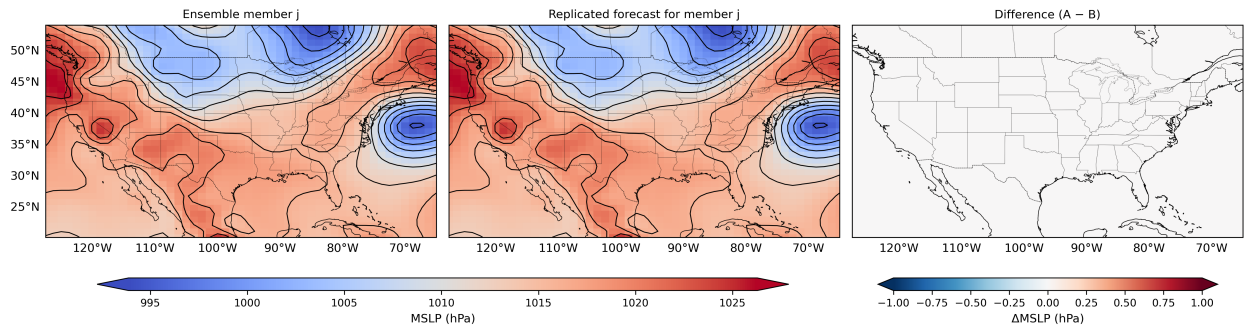 Ensemble member j
Replicated forecast for member j
Difference (A − B)
50°N
45°N
40°N
35°N
30°N
25°N
120°W 110°W 100°W 90°W 80°W 70°W
120°W 110°W 100°W 90°W 80°W 70°W
120°W 110°W 100°W 90°W 80°W 70°W
995 1000 1005 1010 1015 1020 1025
MSLP (hPa)
−1.00 −0.75 −0.50 −0.25 0.00 0.25 0.50 0.75 1.00
ΔMSLP (hPa)